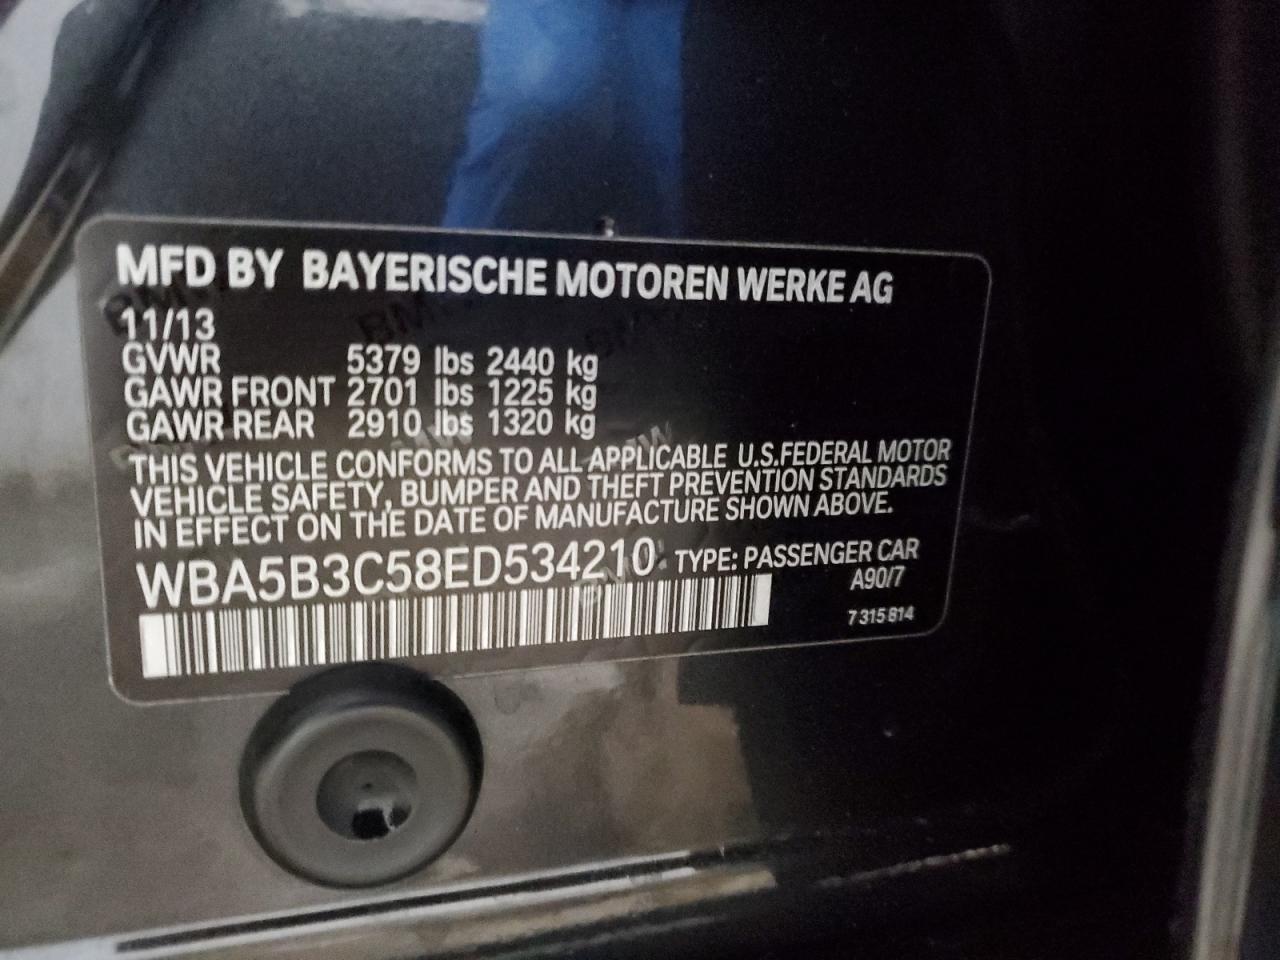 MFD BY BAYERISCHE MOTOREN WERKE AG
11/13
GVWR 5379 lbs 2440 kg
GAWR FRONT 2701 lbs 1225 kg
GAWR REAR 2910 lbs 1320 kg
THIS VEHICLE CONFORMS TO ALL APPLICABLE U.S.FEDERAL MOTOR
VEHICLE SAFETY, BUMPER AND THEFT PREVENTION STANDARDS
IN EFFECT ON THE DATE OF MANUFACTURE SHOWN ABOVE.
WBA5B3C58ED534210 TYPE: PASSENGER CAR
A90/7
7 315 814